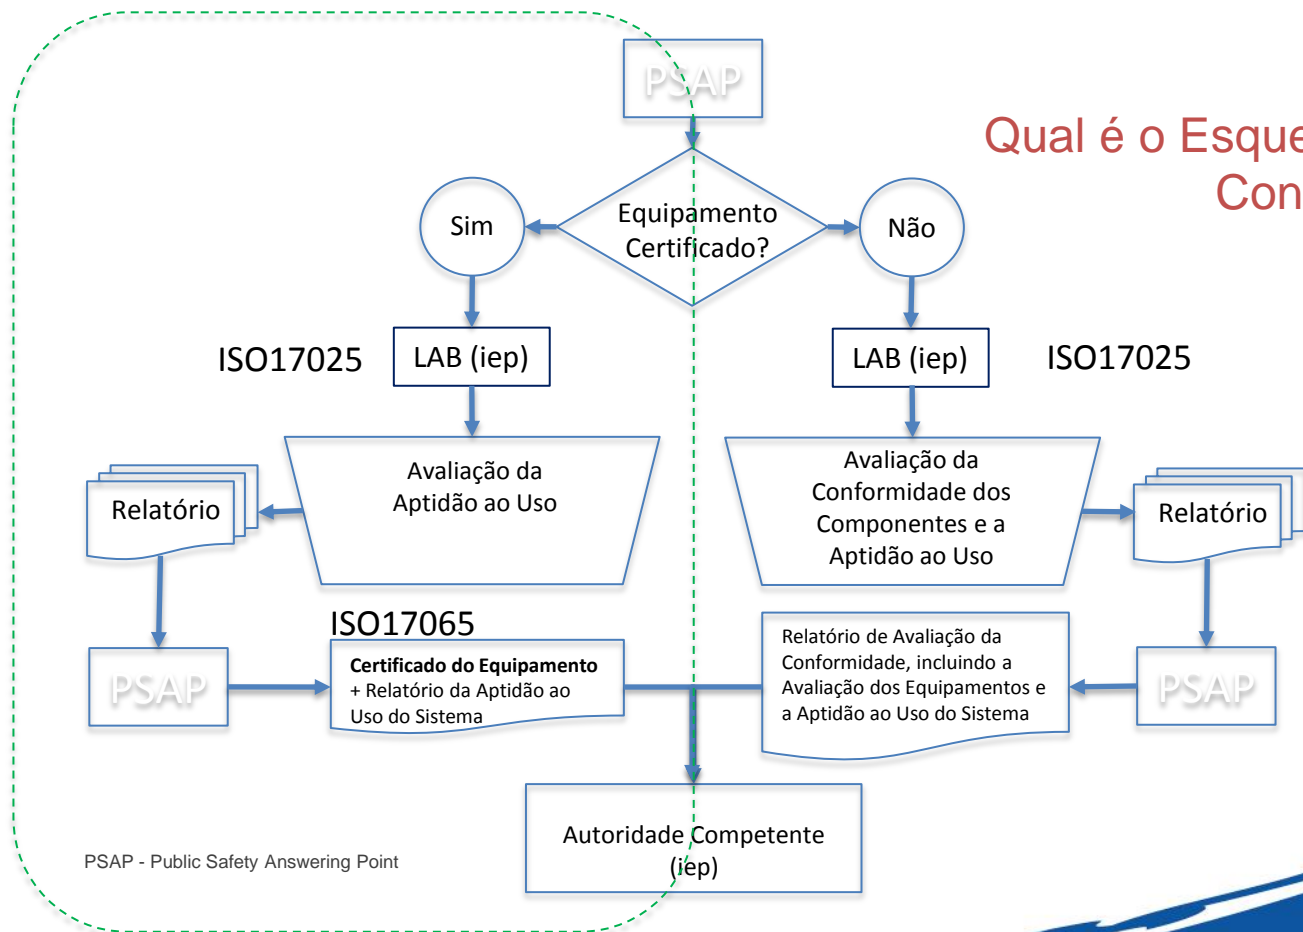 PSAP
Qual é o Esque
Con
Sim
Equipamento
Certificado?
Não
ISO17025
LAB (iep)
LAB (iep)
ISO17025
Avaliação da
Aptidão ao Uso
Avaliação da
Conformidade dos
Componentes e a
Aptidão ao Uso
Relatório
Relatório
ISO17065
Certificado do Equipamento
+ Relatório da Aptidão ao
Uso do Sistema
Relatório de Avaliação da
Conformidade, incluindo a
Avaliação dos Equipamentos e
a Aptidão ao Uso do Sistema
PSAP
PSAP
Autoridade Competente
(iep)
PSAP - Public Safety Answering Point